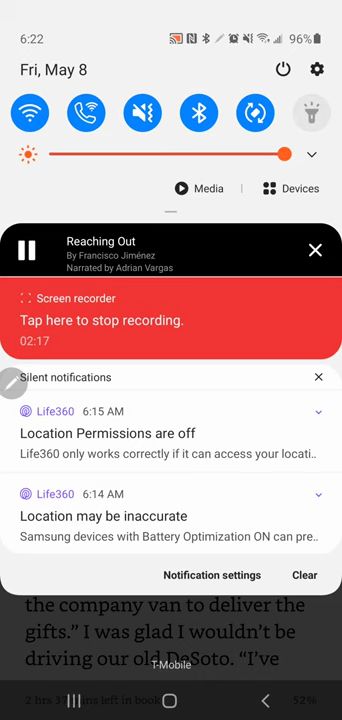 6:22 96%
Fri, May 8
Media | Devices
Reaching Out
By Francisco Jiménez
Narrated by Adrian Vargas
Screen recorder
Tap here to stop recording.
02:17
Silent notifications
Life360 6:15 AM
Location Permissions are off
Life360 only works correctly if it can access your locati..
Life360 6:14 AM
Location may be inaccurate
Samsung devices with Battery Optimization ON can pre..
Notification settings Clear
the company van to deliver the
gifts.” I was glad I wouldn’t be
driving our old DeSoto. “I’ve
T-Mobile
2 hrs left in book 52%